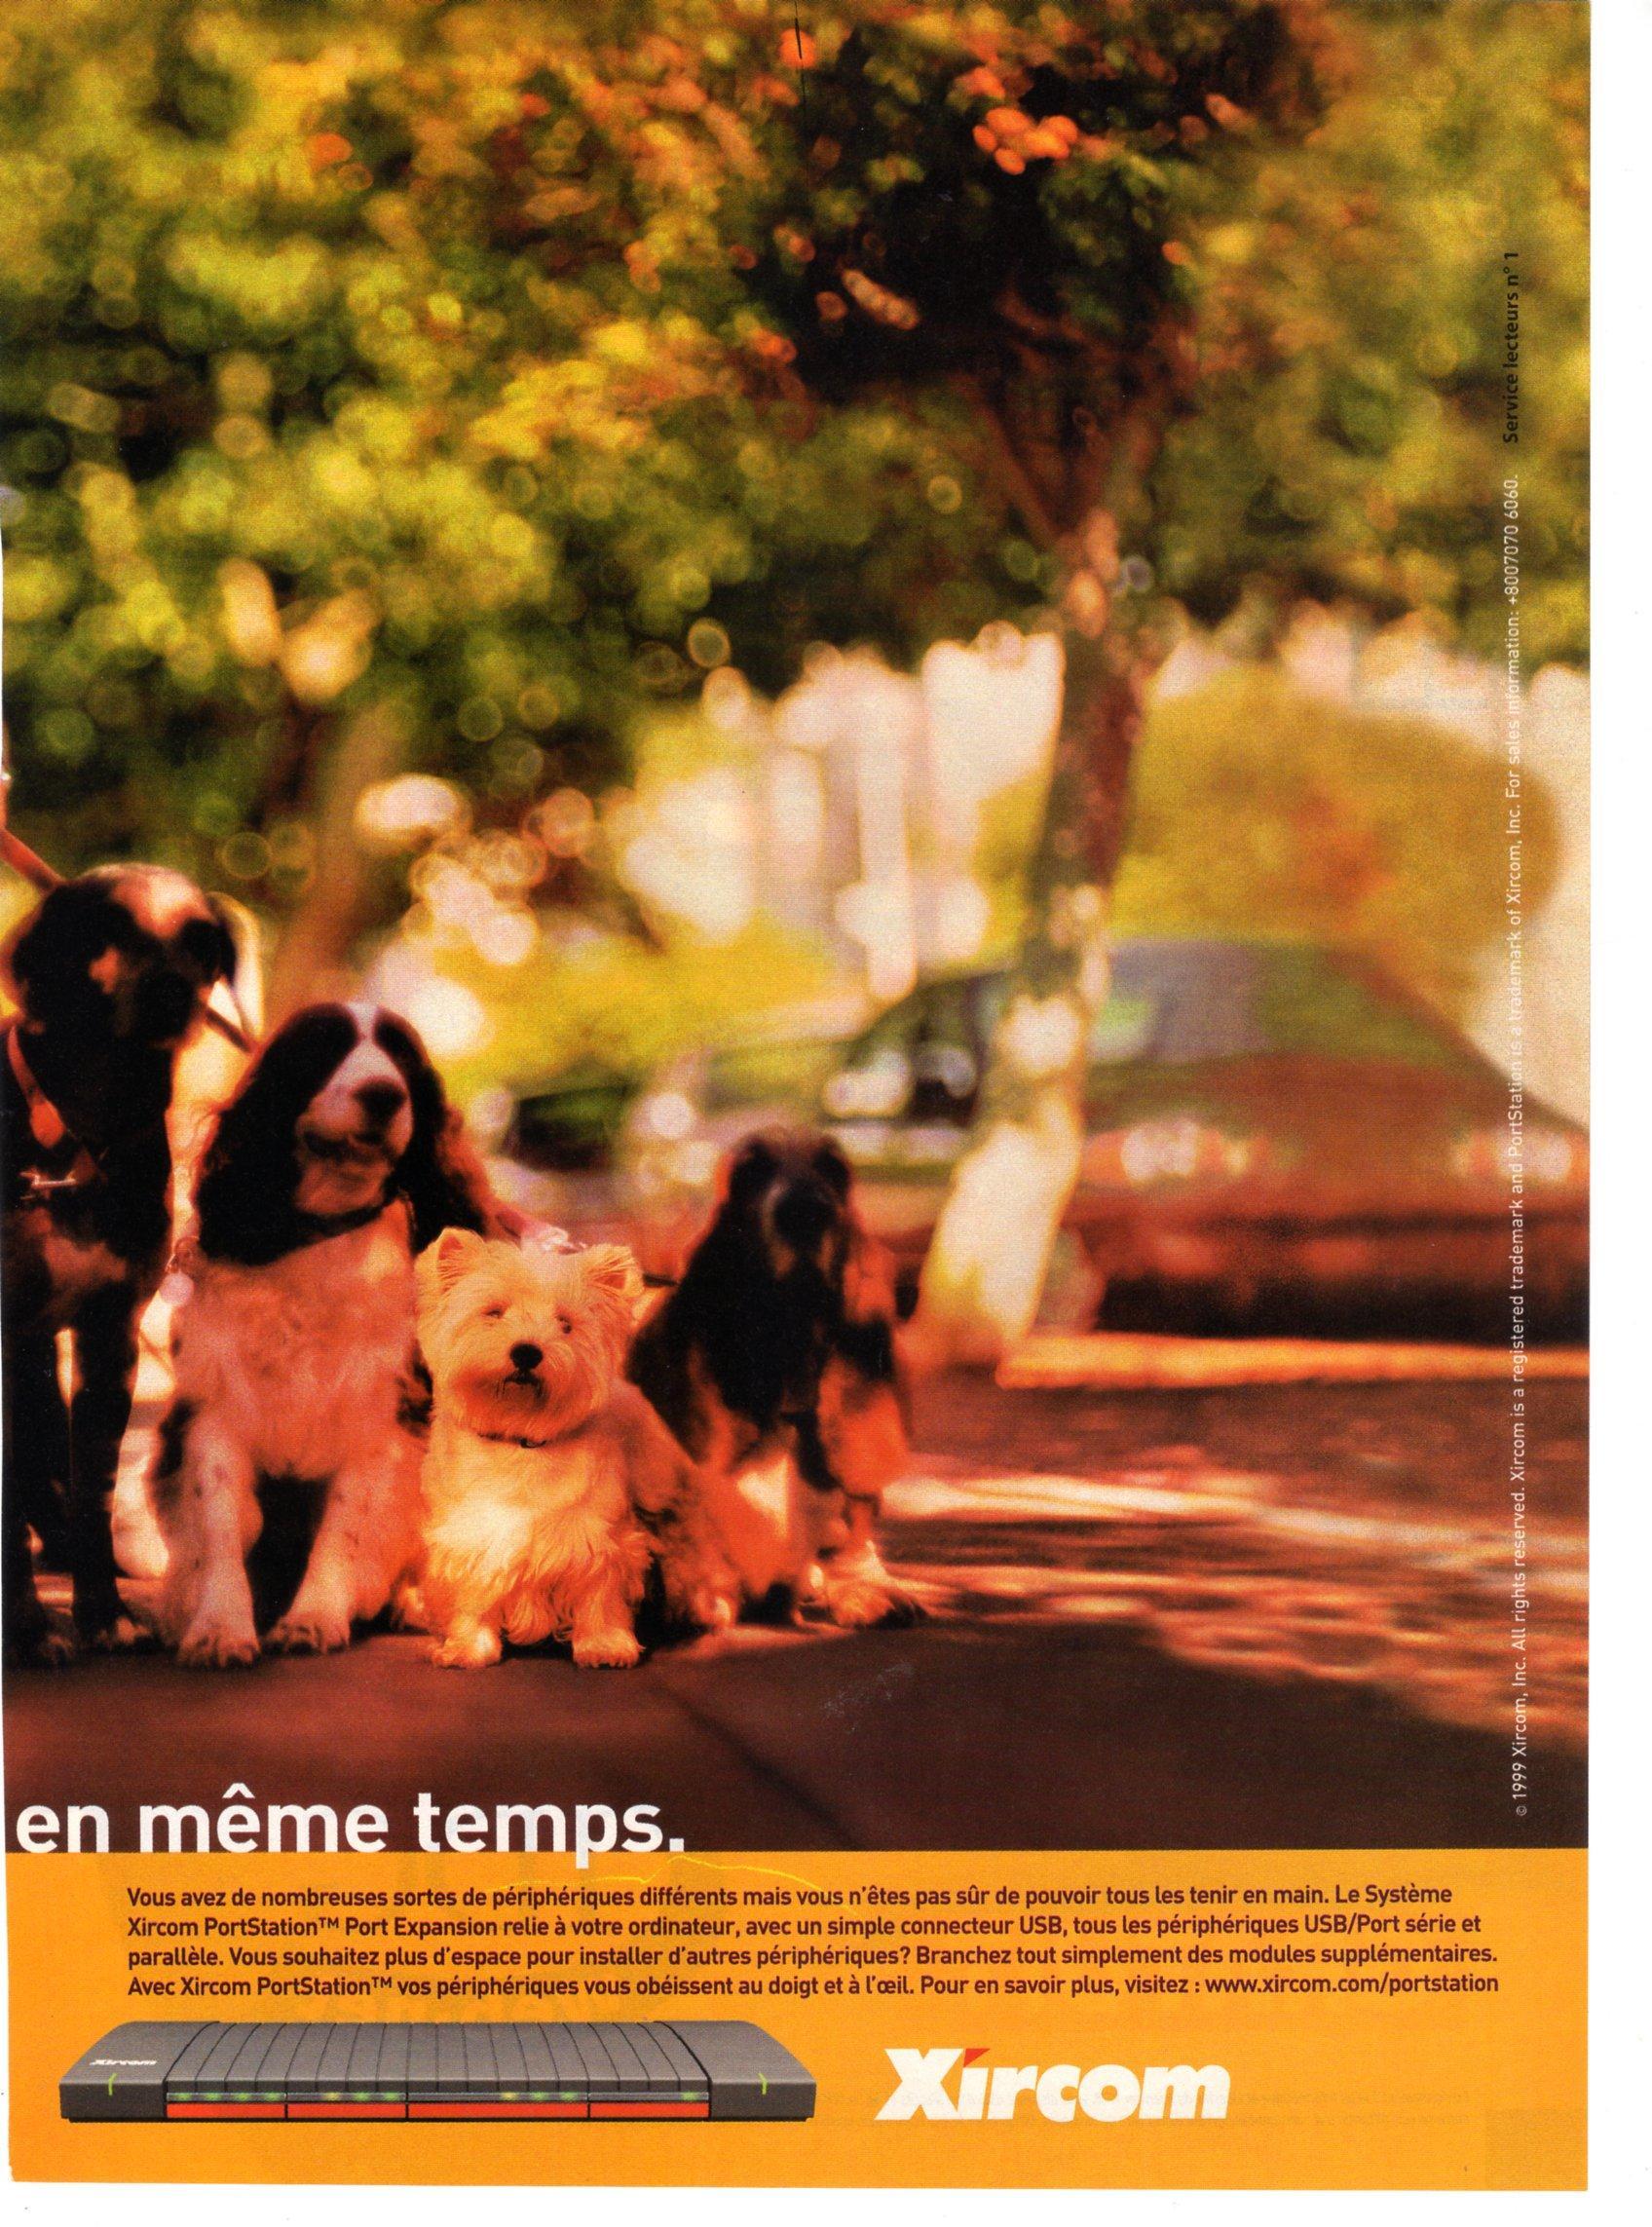 en même temps.
Vous avez de nombreuses sortes de périphériques différents mais vous n'êtes pas sûr de pouvoir tous les tenir en main. Le Système
Xircom PortStation™ Port Expansion relie à votre ordinateur, avec un simple connecteur USB, tous les périphériques USB/Port série et
parallèle. Vous souhaitez plus d'espace pour installer d'autres périphériques? Branchez tout simplement des modules supplémentaires.
Avec Xircom PortStation™ vos périphériques vous obéissent au doigt et à l'œil. Pour en savoir plus, visitez : www.xircom.com/portstation
Xircom
Xircom
© 1999 Xircom, Inc. All rights reserved. Xircom is a registered trademark and PortStation is a trademark of Xircom, Inc. For sales information: +8007070 6060. Service lecteurs n° 1